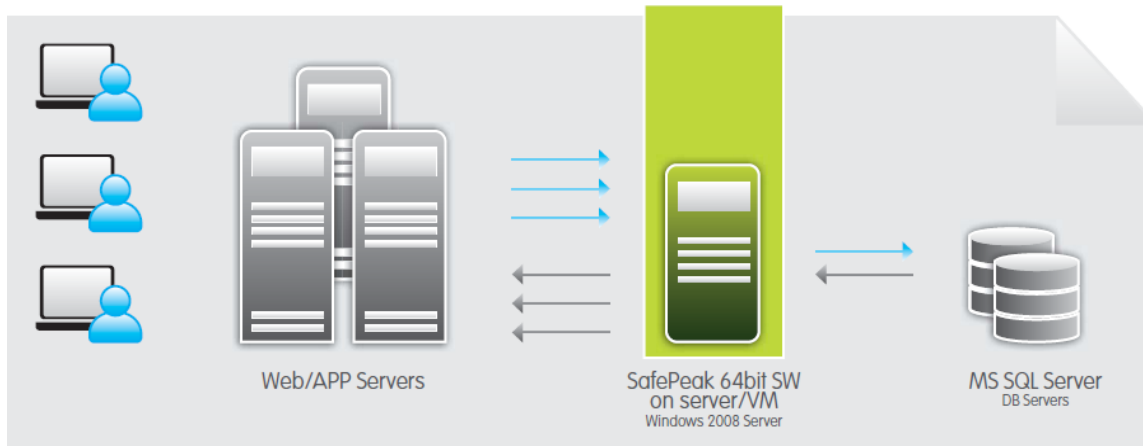 Web/APP Servers
SafePeak 64bit SW
on server/VM
Windows 2008 Server
MS SQL Server
DB Servers